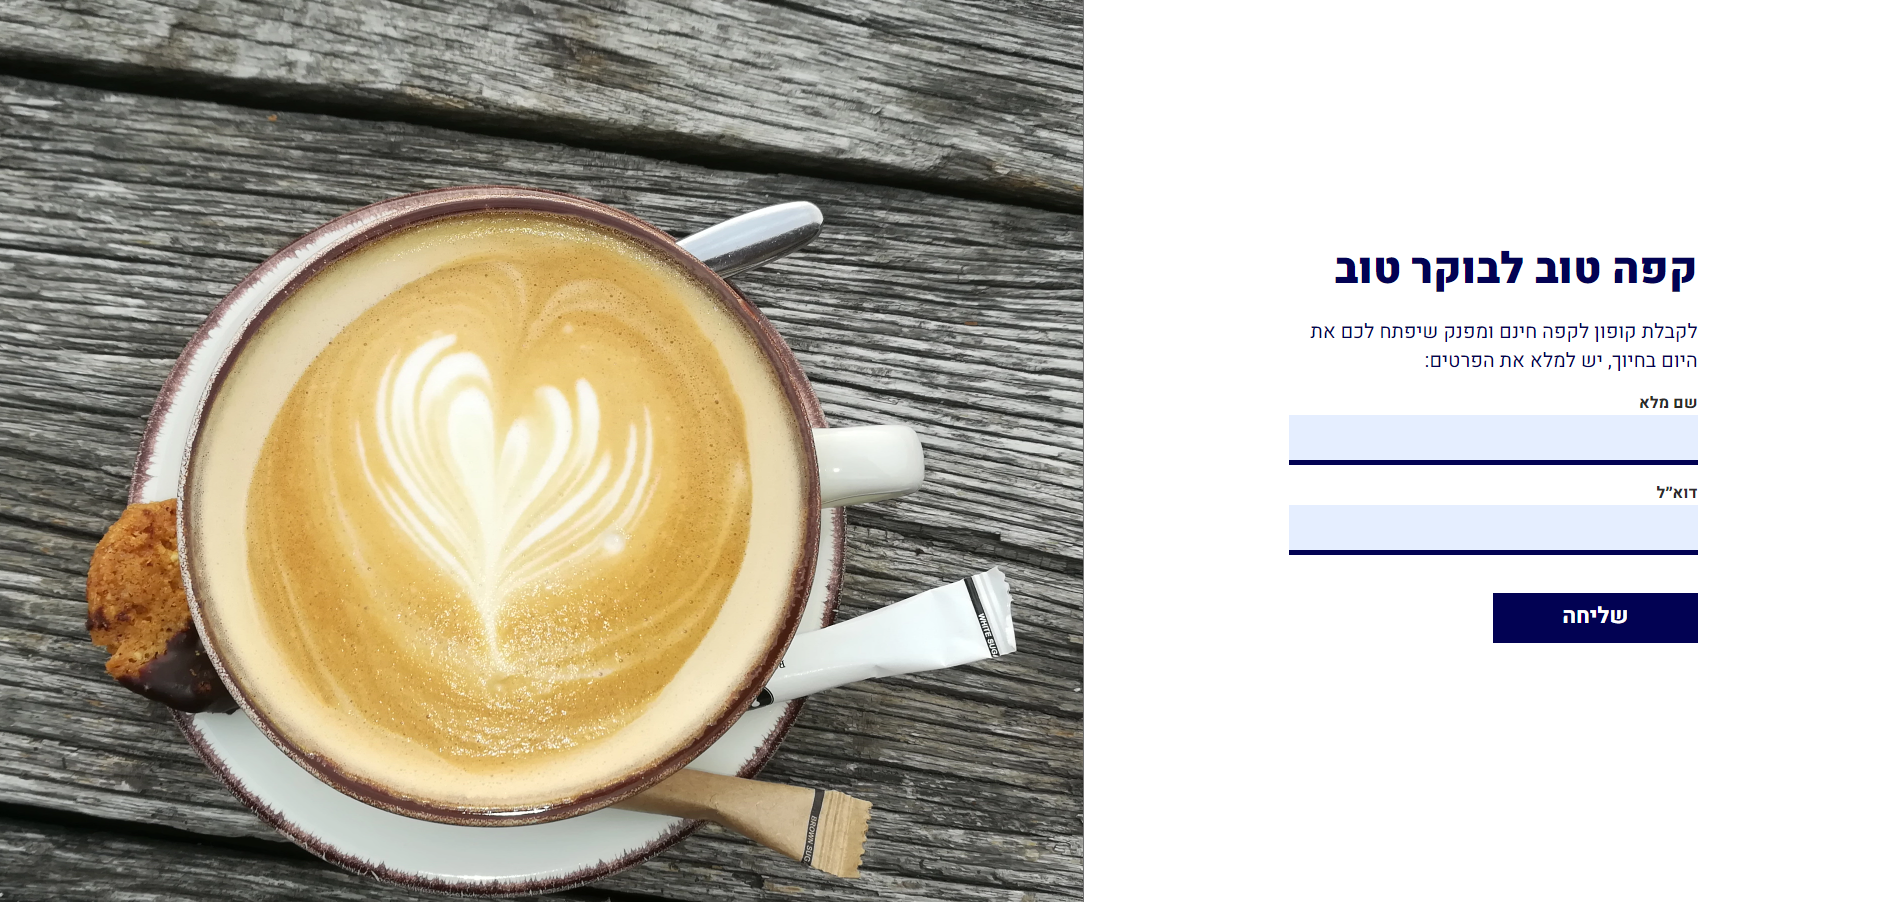 קפה טוב לבוקר טוב
לקבלת קופון לקפה חינם ומפנק שיפתח לכם את
היום בחיוך, יש למלא את הפרטים:
שם מלא
דוא״ל
שליחה
WHITE SUGA
BROWN SUG